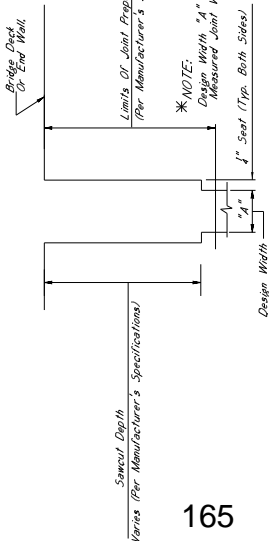 Bridge Deck
Or End Wall.
Limits Of Joint Prep
(Per Manufacturer's
* NOTE:
Design Width "A"
Measured Joint
¼" Seat (Typ. Both Sides)
"A"
Design Width
Sawcut Depth
Varies (Per Manufacturer's Specifications)
165